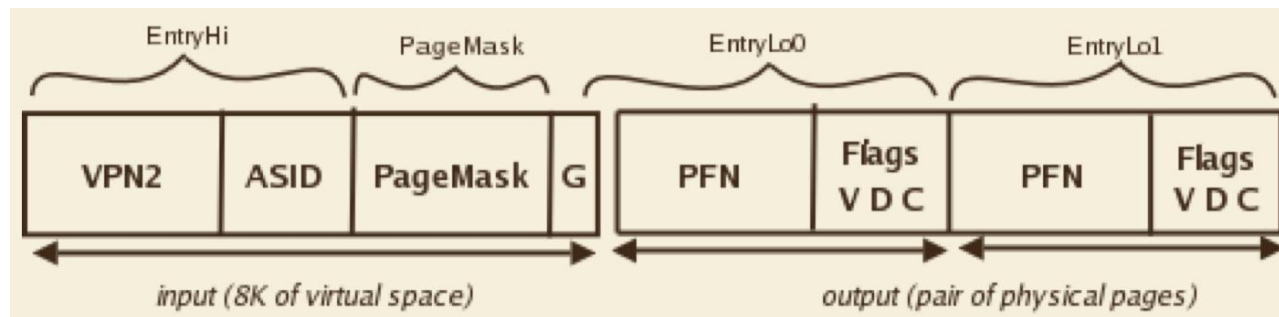 EntryHi PageMask EntryLo0 EntryLo1
VPN2 ASID PageMask G PFN Flags V D C PFN Flags V D C
input (8K of virtual space) output (pair of physical pages)